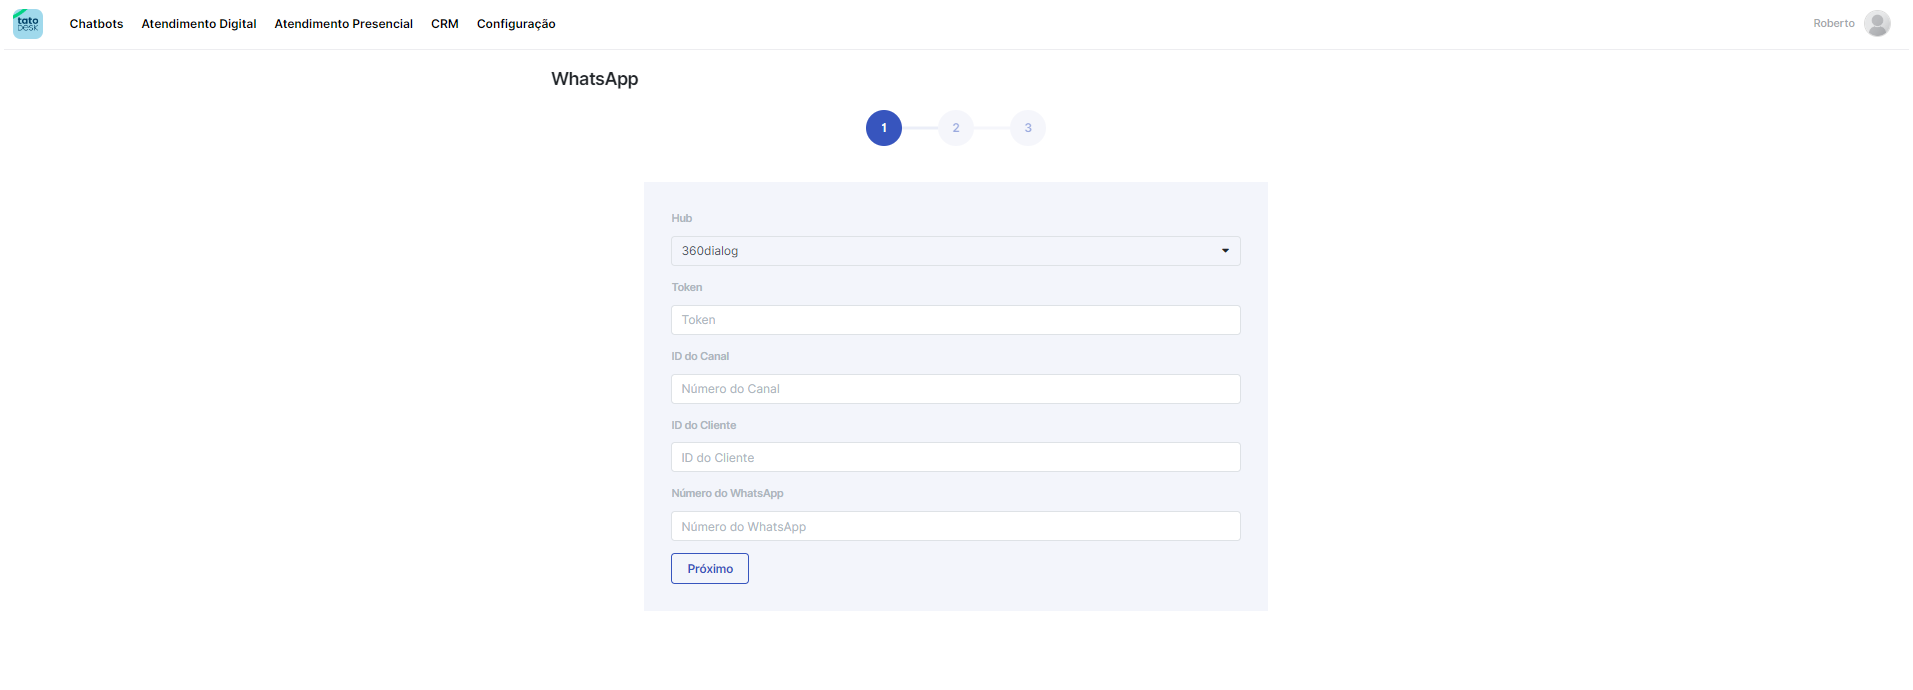 tato
DESK
Chatbots Atendimento Digital Atendimento Presencial CRM Configuração
Roberto
WhatsApp
1 2 3
Hub
360dialog
Token
Token
ID do Canal
Número do Canal
ID do Cliente
ID do Cliente
Número do WhatsApp
Número do WhatsApp
Próximo